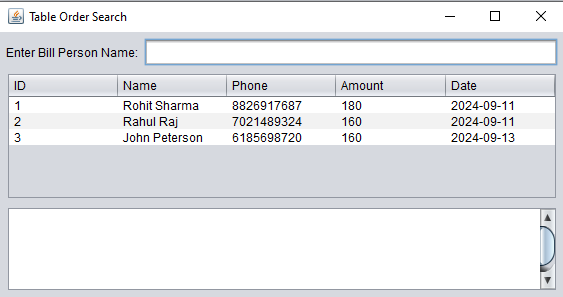 Table Order Search
Enter Bill Person Name:
ID Name Phone Amount Date
1 Rohit Sharma 8826917687 180 2024-09-11
2 Rahul Raj 7021489324 160 2024-09-11
3 John Peterson 6185698720 160 2024-09-13